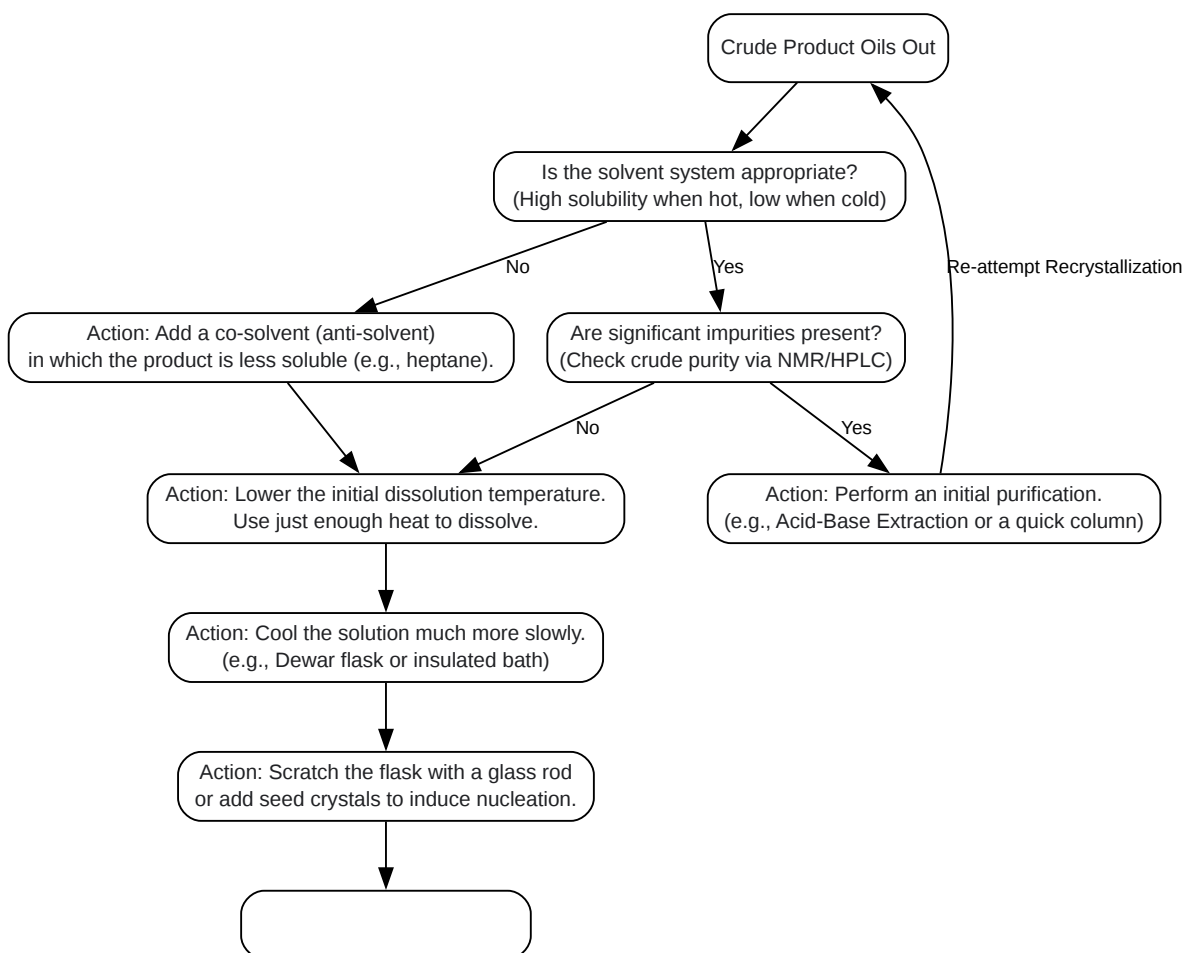 Crude Product Oils Out
Is the solvent system appropriate?
(High solubility when hot, low when cold)
No
Yes
Re-attempt Recrystallization
Action: Add a co-solvent (anti-solvent)
in which the product is less soluble (e.g., heptane).
Are significant impurities present?
(Check crude purity via NMR/HPLC)
No
Yes
Action: Lower the initial dissolution temperature.
Use just enough heat to dissolve.
Action: Perform an initial purification.
(e.g., Acid-Base Extraction or a quick column)
Action: Cool the solution much more slowly.
(e.g., Dewar flask or insulated bath)
Action: Scratch the flask with a glass rod
or add seed crystals to induce nucleation.